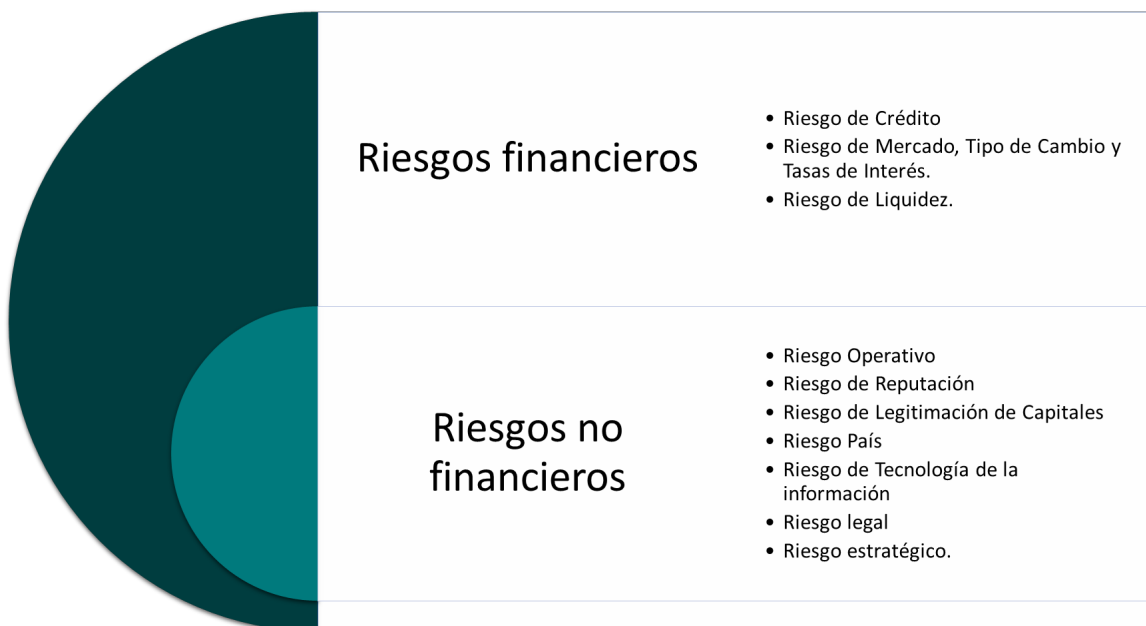 Riesgos financieros
• Riesgo de Crédito
• Riesgo de Mercado, Tipo de Cambio y
Tasas de Interés.
• Riesgo de Liquidez.
Riesgos no
financieros
• Riesgo Operativo
• Riesgo de Reputación
• Riesgo de Legitimación de Capitales
• Riesgo País
• Riesgo de Tecnología de la
información
• Riesgo legal
• Riesgo estratégico.